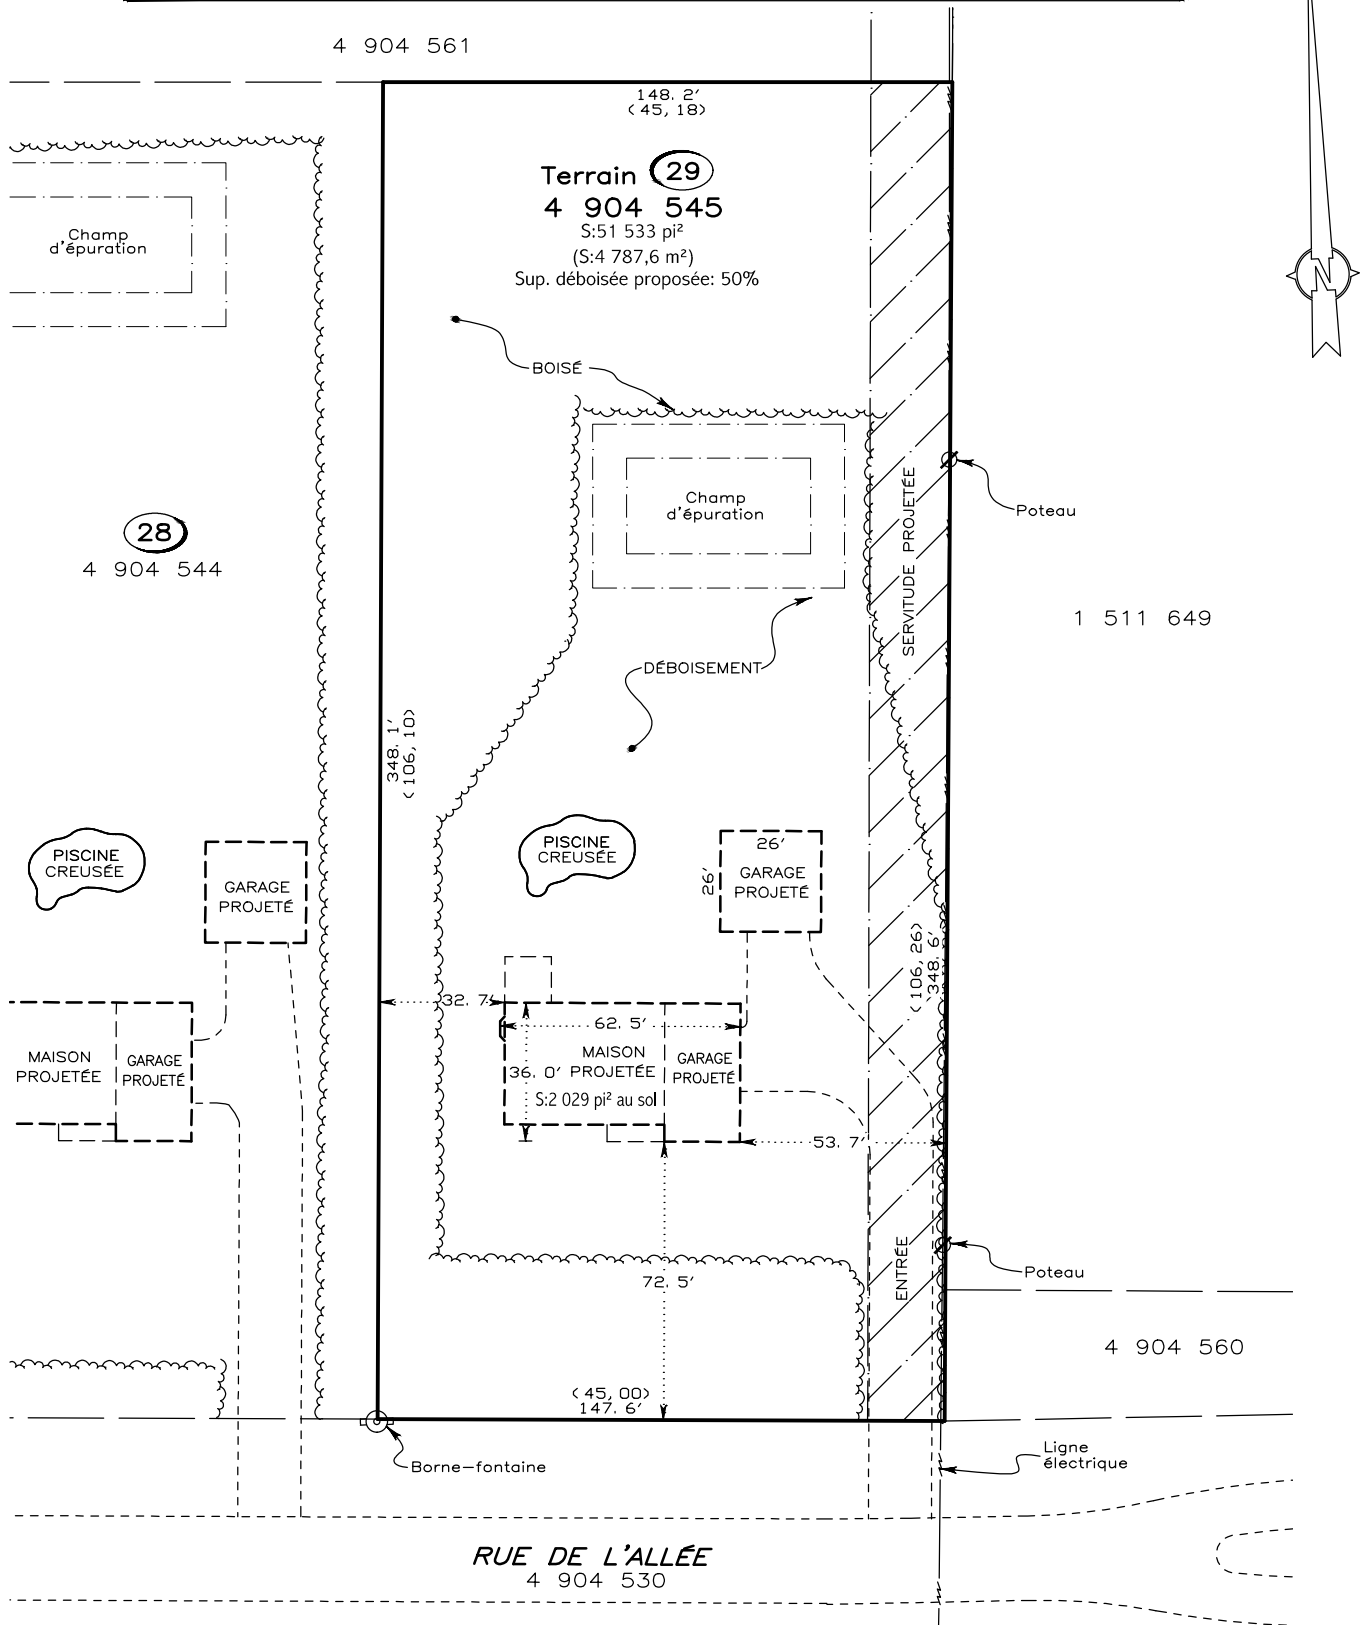 4 904 561
148. 2'
(45, 18)
Terrain 29
4 904 545
S:51 533 pi²
(S:4 787,6 m²)
Sup. déboisée proposée: 50%
N
Champ
d'épuration
BOISÉ
Champ
d'épuration
SERVITUDE PROJETÉE
Poteau
28
4 904 544
1 511 649
DÉBOISEMENT
348. 1'
(106, 10)
PISCINE
CREUSÉE
GARAGE
PROJETÉ
PISCINE
CREUSÉE
26'
26'
GARAGE
PROJETÉ
(106, 26)
348. 6'
32. 7'
62. 5'
MAISON
PROJETÉE
GARAGE
PROJETÉ
36. 0'
MAISON
PROJETÉE
S:2 029 pi² au sol
GARAGE
PROJETÉ
53. 7'
ENTRÉE
72. 5'
Poteau
4 904 560
(45, 00)
147. 6'
Borne-fontaine
Ligne
électrique
RUE DE L'ALLÉE
4 904 530